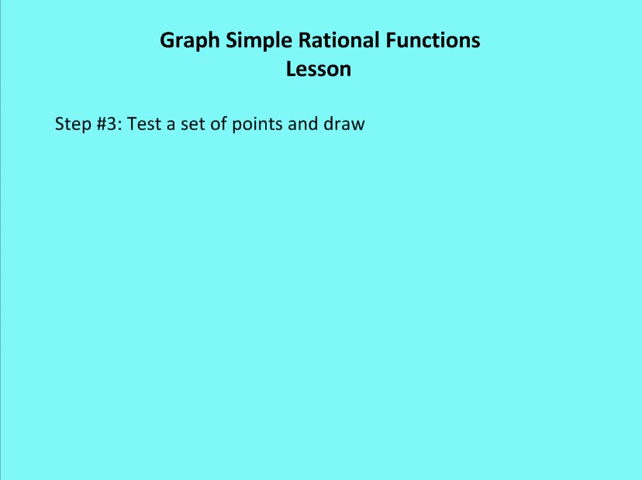 Graph Simple Rational Functions
Lesson
Step #3: Test a set of points and draw